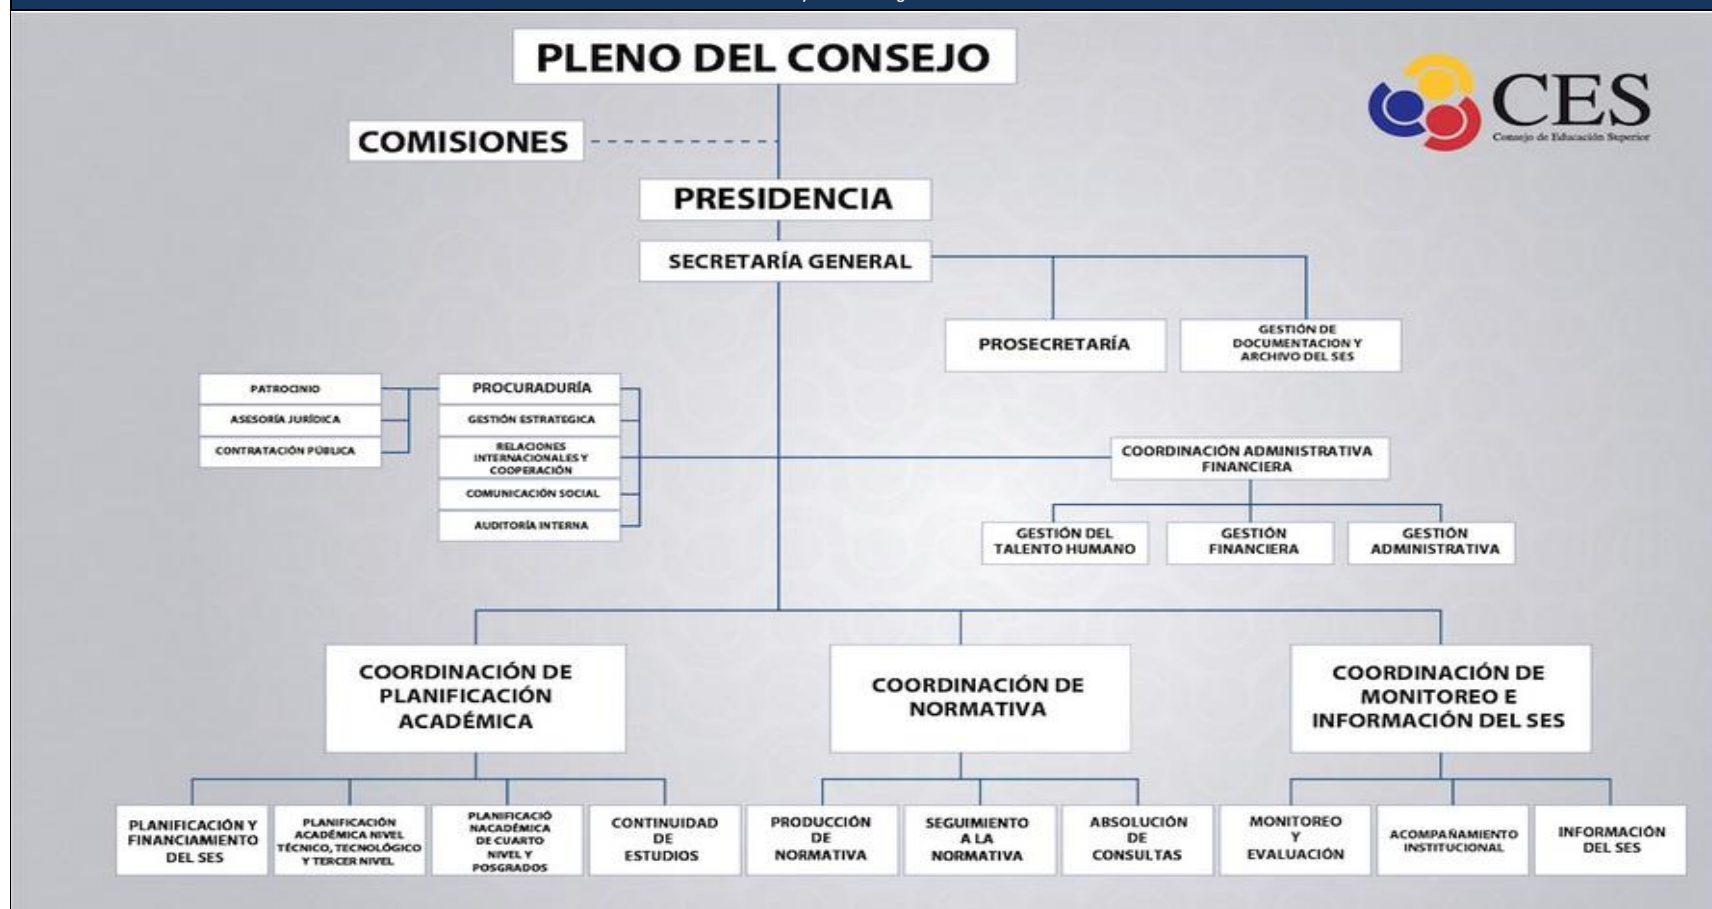 PLENO DEL CONSEJO
CES
Consejo de Educación Superior
COMISIONES
PRESIDENCIA
SECRETARÍA GENERAL
PROSECRETARÍA
GESTIÓN DE
DOCUMENTACION Y
ARCHIVO DEL SES
PATROCINIO
ASESORÍA JURÍDICA
CONTRATACIÓN PÚBLICA
PROCURADURÍA
GESTIÓN ESTRATEGICA
RELACIONES
INTERNACIONALES Y
COOPERACIÓN
COMUNICACIÓN SOCIAL
AUDITORÍA INTERNA
COORDINACIÓN ADMINISTRATIVA
FINANCIERA
GESTIÓN DEL
TALENTO HUMANO
GESTIÓN
FINANCIERA
GESTIÓN
ADMINISTRATIVA
COORDINACIÓN DE
PLANIFICACIÓN
ACADÉMICA
COORDINACIÓN DE
NORMATIVA
COORDINACIÓN DE
MONITOREO E
INFORMACIÓN DEL SES
PLANIFICACIÓN Y
FINANCIAMIENTO
DEL SES
PLANIFICACIÓN
ACADÉMICA NIVEL
TÉCNICO, TECNOLÓGICO
Y TERCER NIVEL
PLANIFICACIÓ
NACADÉMICA
DE CUARTO
NIVEL Y
POSGRADOS
CONTINUIDAD
DE
ESTUDIOS
PRODUCCIÓN
DE
NORMATIVA
SEGUIMIENTO
A LA
NORMATIVA
ABSOLUCIÓN
DE
CONSULTAS
MONITOREO
Y
EVALUACIÓN
ACOMPAÑAMIENTO
INSTITUCIONAL
INFORMACIÓN
DEL SES